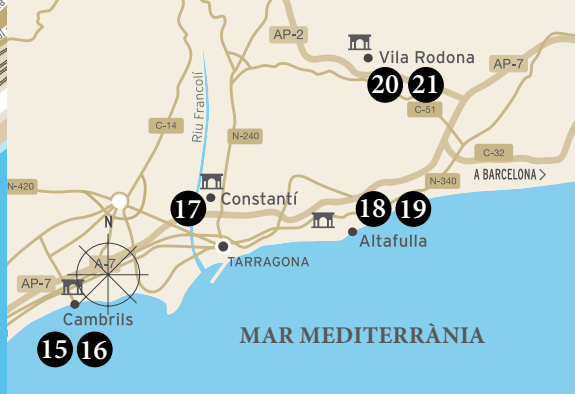 AP-2
Vila Rodona
AP-7
20 21
C-51
C-14
Riu Francolí
N-240
C-32
A BARCELONA >
N-340
N-420
Constantí
17
18 19
Altafulla
N
TARRAGONA
A-7
AP-7
Cambrils
15 16
MAR MEDITERRÀNIA